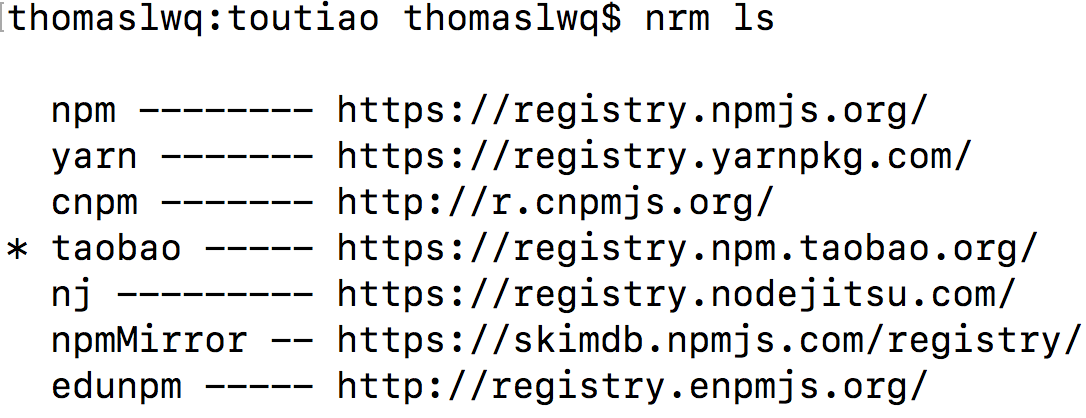 [thomaslwq:toutiao thomaslwq$ nrm ls
npm -------- https://registry.npmjs.org/
yarn ------- https://registry.yarnpkg.com/
cnpm ------- http://r.cnpmjs.org/
* taobao ----- https://registry.npm.taobao.org/
nj --------- https://registry.nodejitsu.com/
npmMirror -- https://skimdb.npmjs.com/registry/
edunpm ----- http://registry.enpmjs.org/